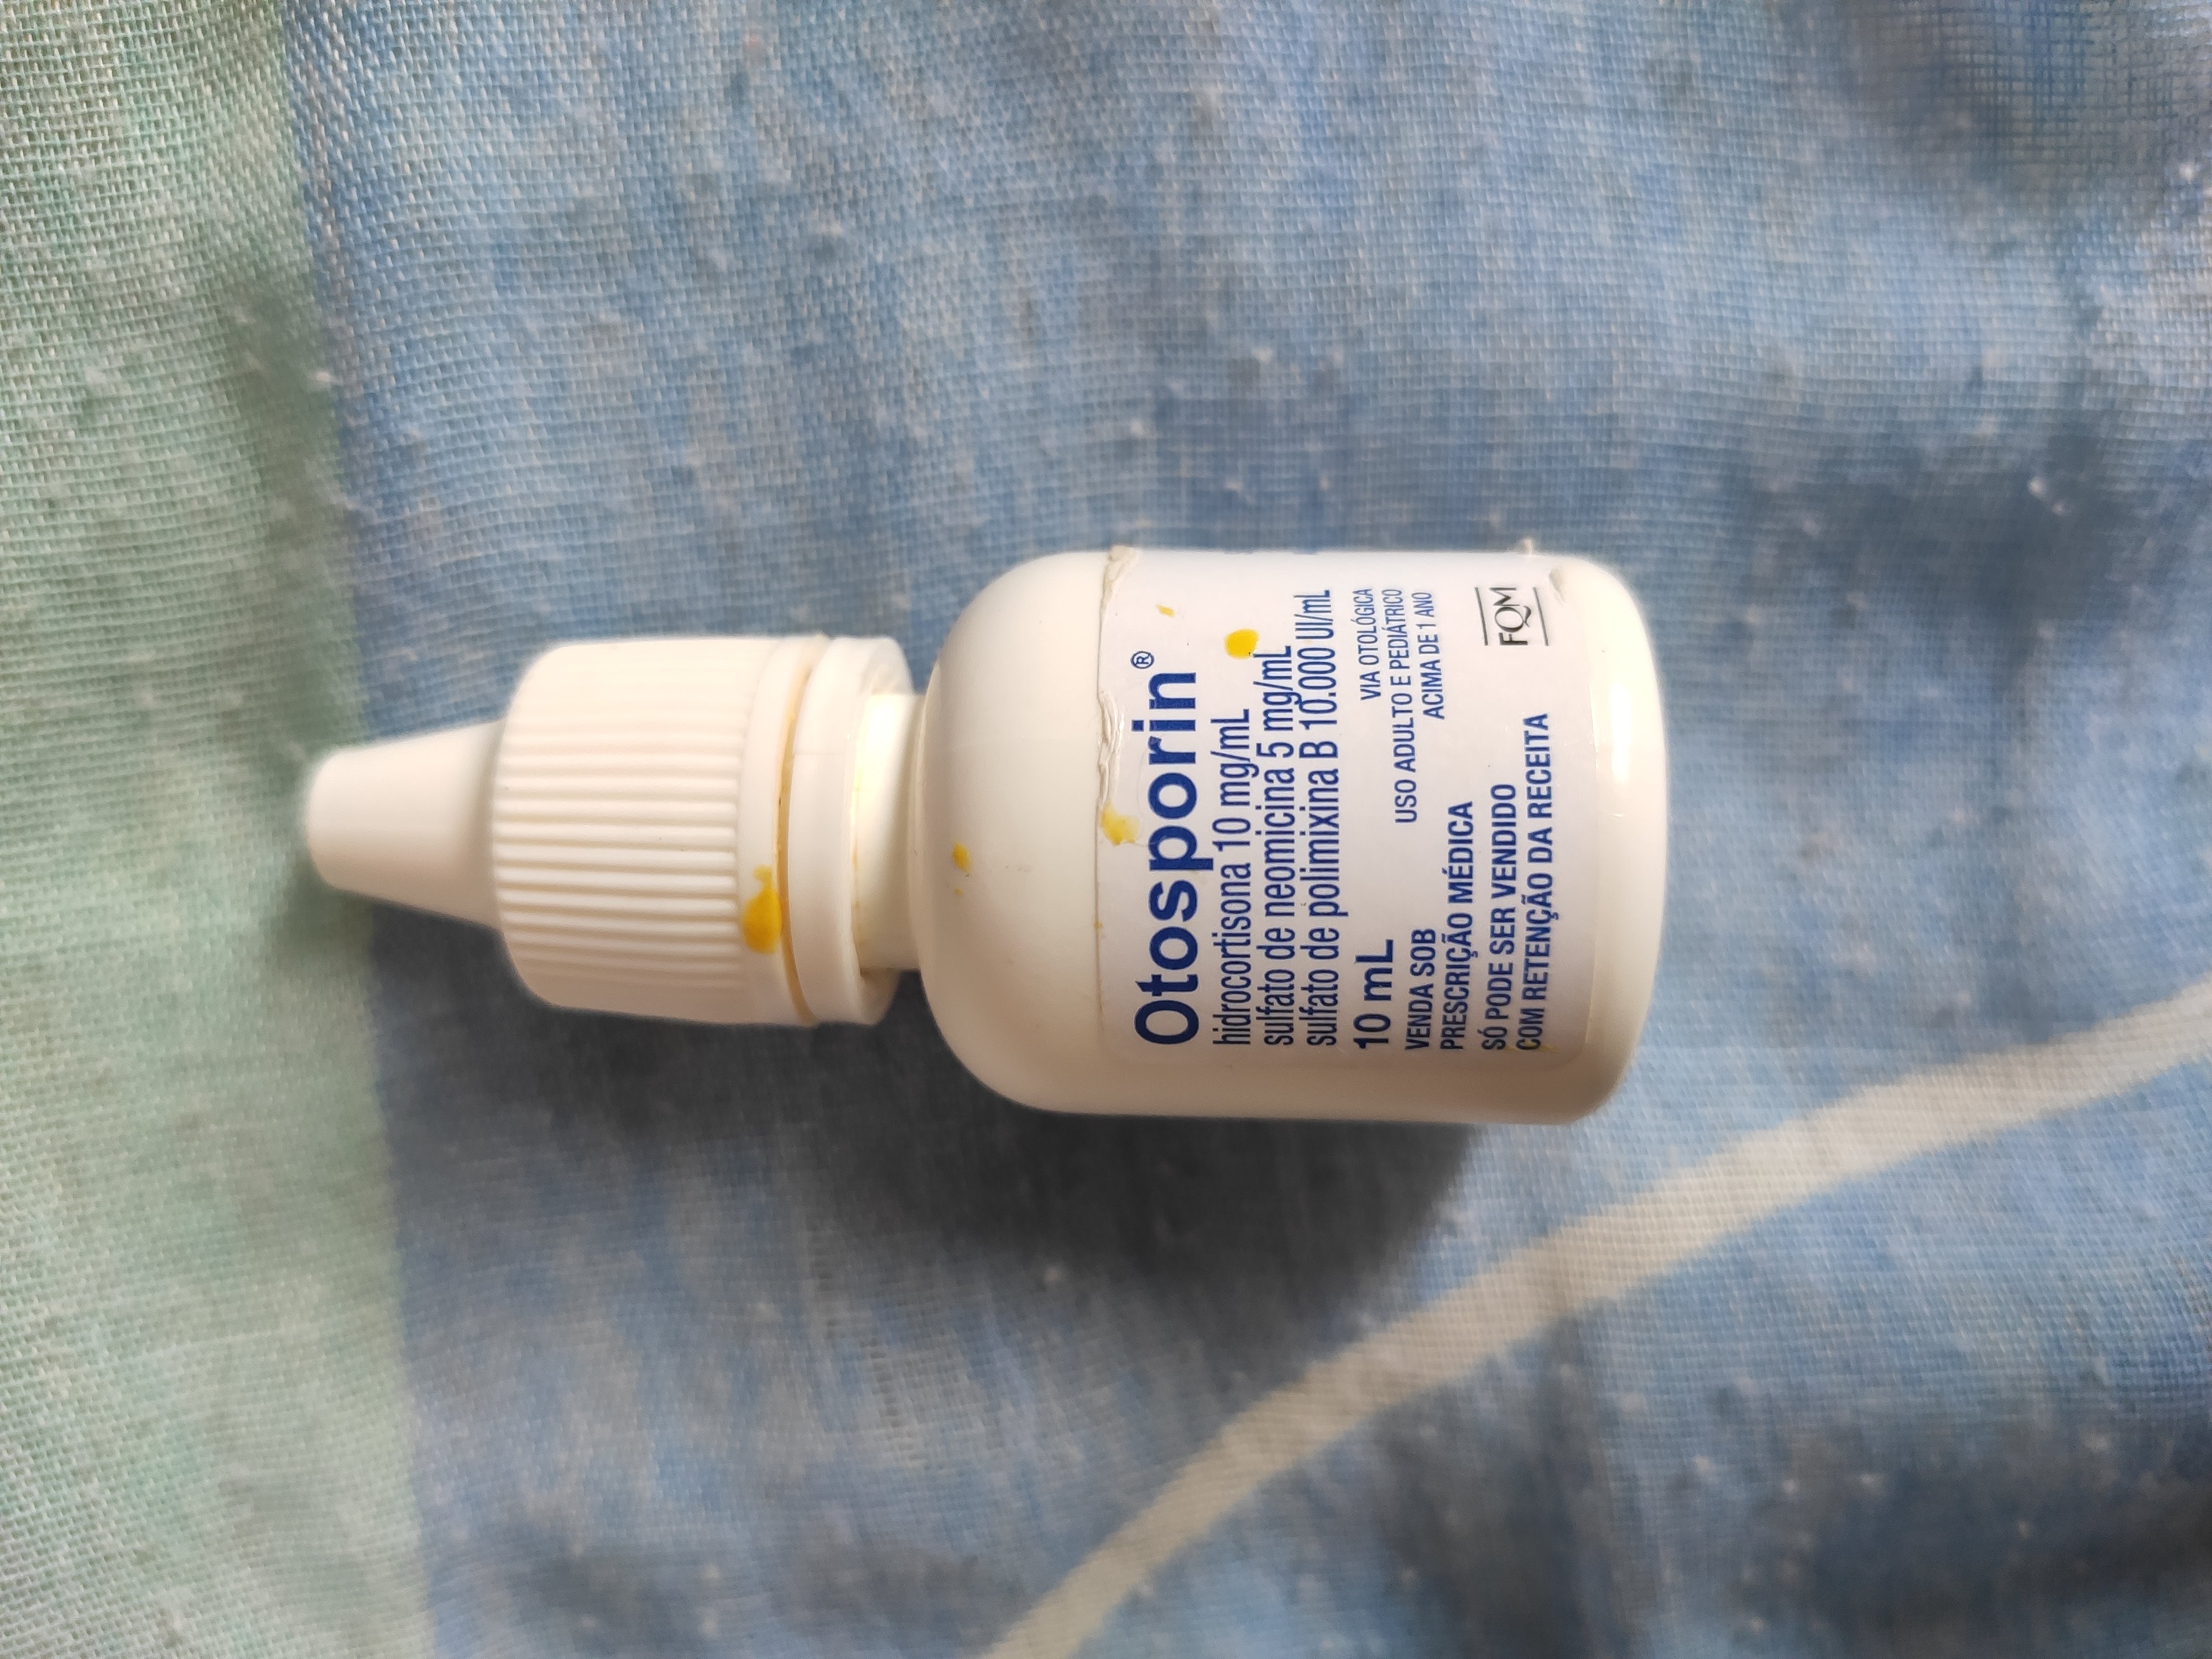 Otosporin®
hidrocortisona 10 mg/mL
sulfato de neomicina 5 mg/mL
sulfato de polimixina B 10.000 UI/mL
10 mL
VIA OTOLÓGICA
USO ADULTO E PEDIÁTRICO
ACIMA DE 1 ANO
VENDA SOB
PRESCRIÇÃO MÉDICA
SÓ PODE SER VENDIDO
COM RETENÇÃO DA RECEITA
FQM